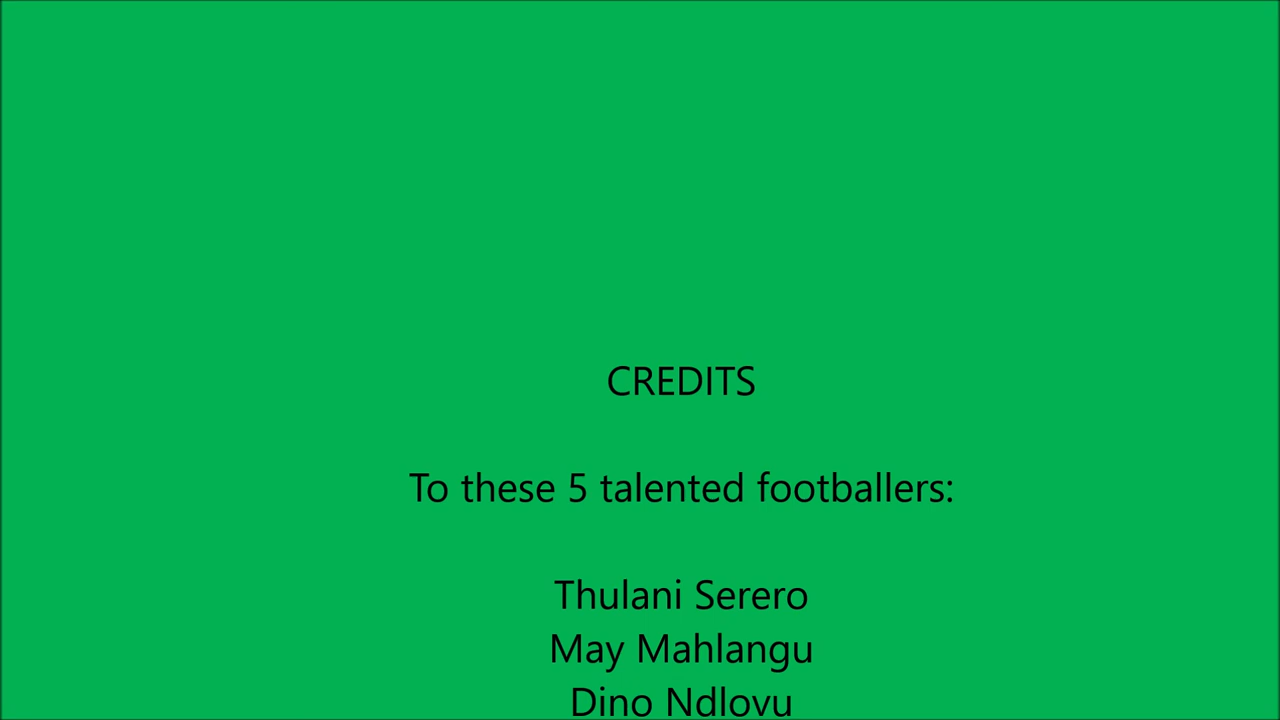 CREDITS
To these 5 talented footballers:
Thulani Serero
May Mahlangu
Dino Ndlovu